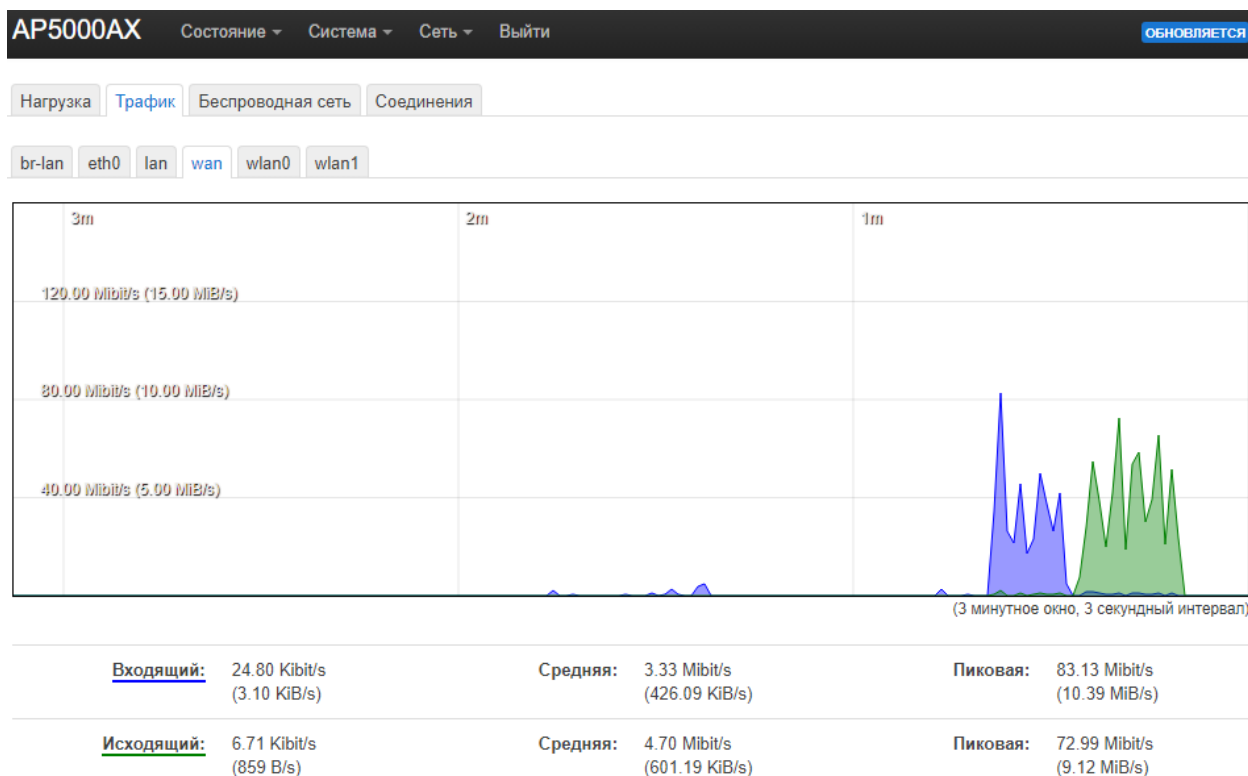 AP5000AX Состояние Система Сеть Выйти ОБНОВЛЯЕТСЯ
Нагрузка Трафик Беспроводная сеть Соединения
br-lan eth0 lan wan wlan0 wlan1
3m 2m 1m
120.00 Mibit/s (15.00 MiB/s)
80.00 Mibit/s (10.00 MiB/s)
40.00 Mibit/s (5.00 MiB/s)
(3 минутное окно, 3 секундный интервал)
Входящий: 24.80 Kibit/s Средняя: 3.33 Mibit/s Пиковая: 83.13 Mibit/s
(3.10 KiB/s) (426.09 KiB/s) (10.39 MiB/s)
Исходящий: 6.71 Kibit/s Средняя: 4.70 Mibit/s Пиковая: 72.99 Mibit/s
(859 B/s) (601.19 KiB/s) (9.12 MiB/s)